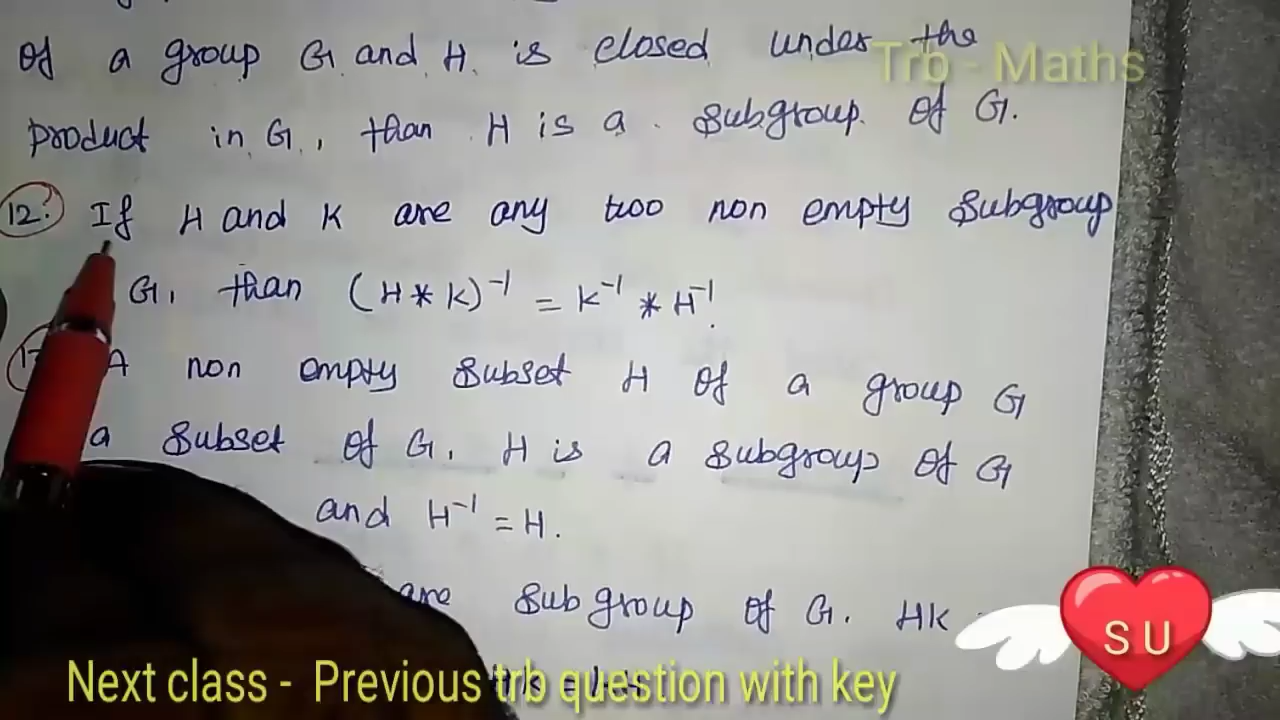 of a group G and H is closed under the
Trb - Maths
product in G, than H is a subgroup of G.
12. If H and K are any two non empty subgroup
G, than (H * K)⁻¹ = K⁻¹ * H⁻¹.
A non empty subset H of a group G
a subset of G. H is a subgroup of G
and H⁻¹ = H.
are subgroup of G. HK
S U
Next class - Previous trb question with key